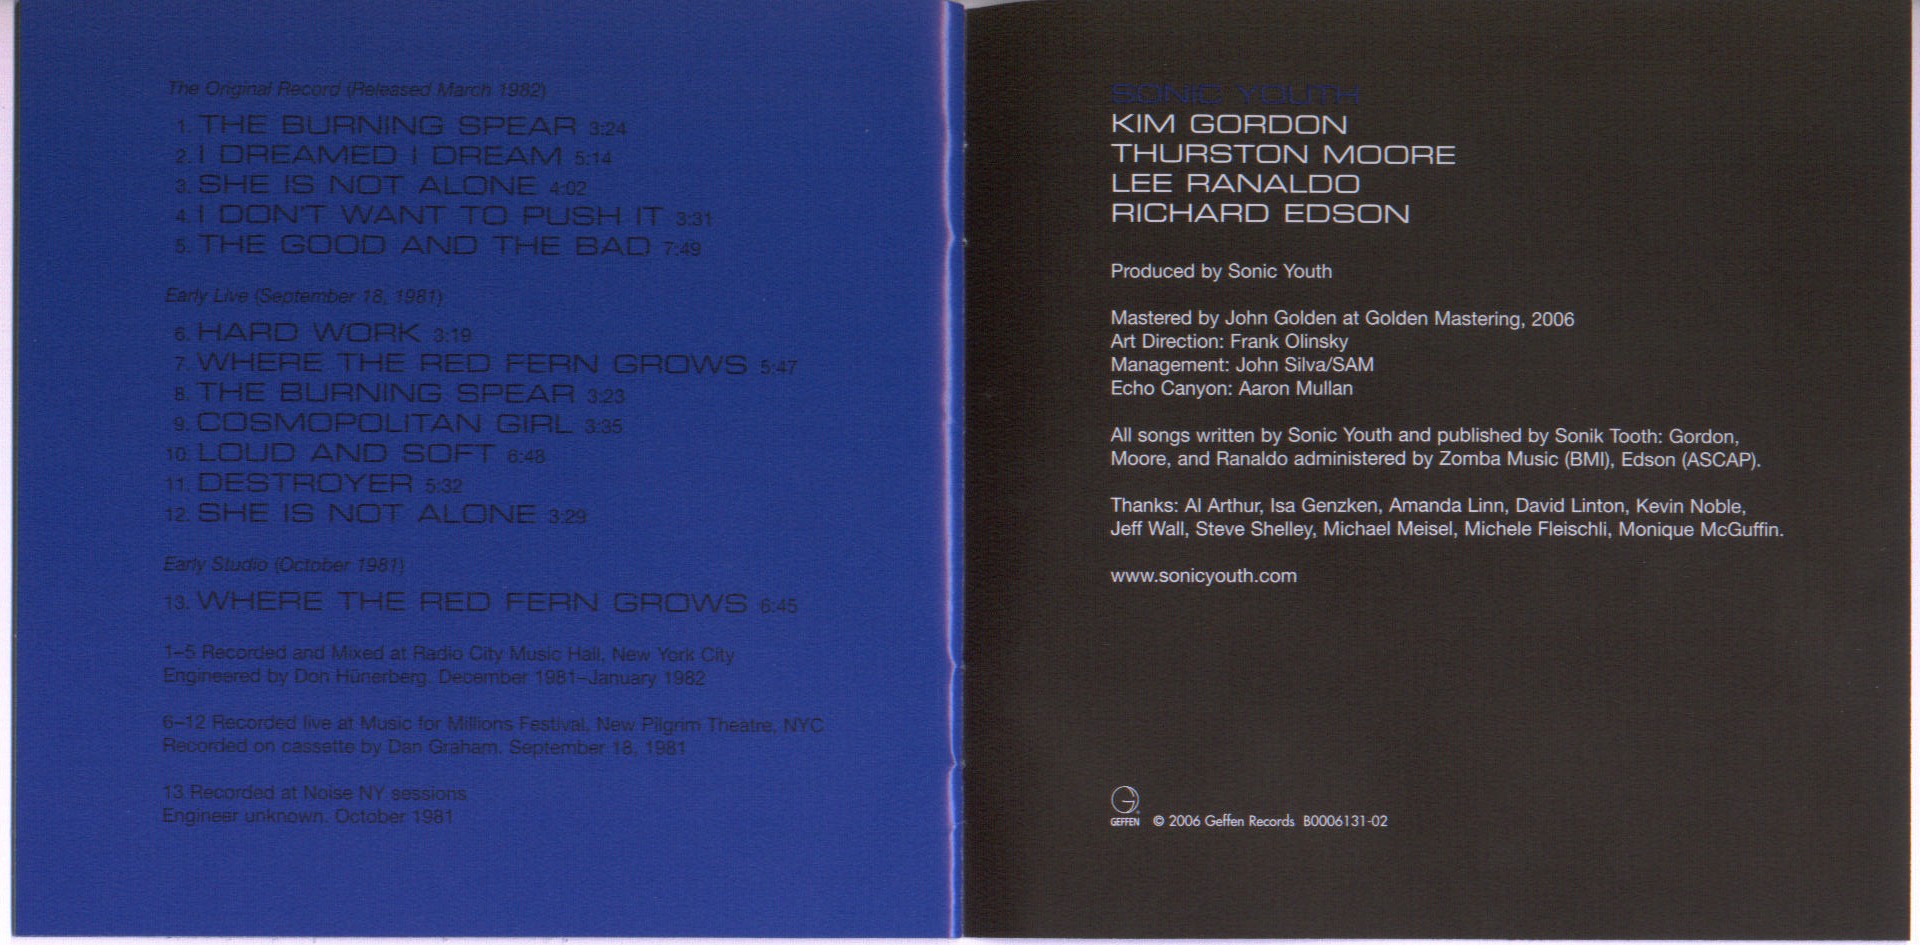 The Original Record (Released March 1982)
1. THE BURNING SPEAR 3:24
2. I DREAMED I DREAM 5:14
3. SHE IS NOT ALONE 4:02
4. I DON'T WANT TO PUSH IT 3:31
5. THE GOOD AND THE BAD 7:49
Early Live (September 18, 1981)
6. HARD WORK 3:19
7. WHERE THE RED FERN GROWS 5:47
8. THE BURNING SPEAR 3:23
9. COSMOPOLITAN GIRL 3:35
10. LOUD AND SOFT 6:48
11. DESTROYER 5:32
12. SHE IS NOT ALONE 3:29
Early Studio (October 1981)
13. WHERE THE RED FERN GROWS 6:45
1–5 Recorded and Mixed at Radio City Music Hall, New York City
Engineered by Don Hünerberg. December 1981–January 1982
6–12 Recorded live at Music for Millions Festival, New Pilgrim Theatre, NYC
Recorded on cassette by Dan Graham. September 18, 1981
13 Recorded at Noise NY sessions
Engineer unknown. October 1981
SONIC YOUTH
KIM GORDON
THURSTON MOORE
LEE RANALDO
RICHARD EDSON
Produced by Sonic Youth
Mastered by John Golden at Golden Mastering, 2006
Art Direction: Frank Olinsky
Management: John Silva/SAM
Echo Canyon: Aaron Mullan
All songs written by Sonic Youth and published by Sonik Tooth: Gordon,
Moore, and Ranaldo administered by Zomba Music (BMI), Edson (ASCAP).
Thanks: Al Arthur, Isa Genzken, Amanda Linn, David Linton, Kevin Noble,
Jeff Wall, Steve Shelley, Michael Meisel, Michele Fleischli, Monique McGuffin.
www.sonicyouth.com
GEFFEN © 2006 Geffen Records B0006131-02